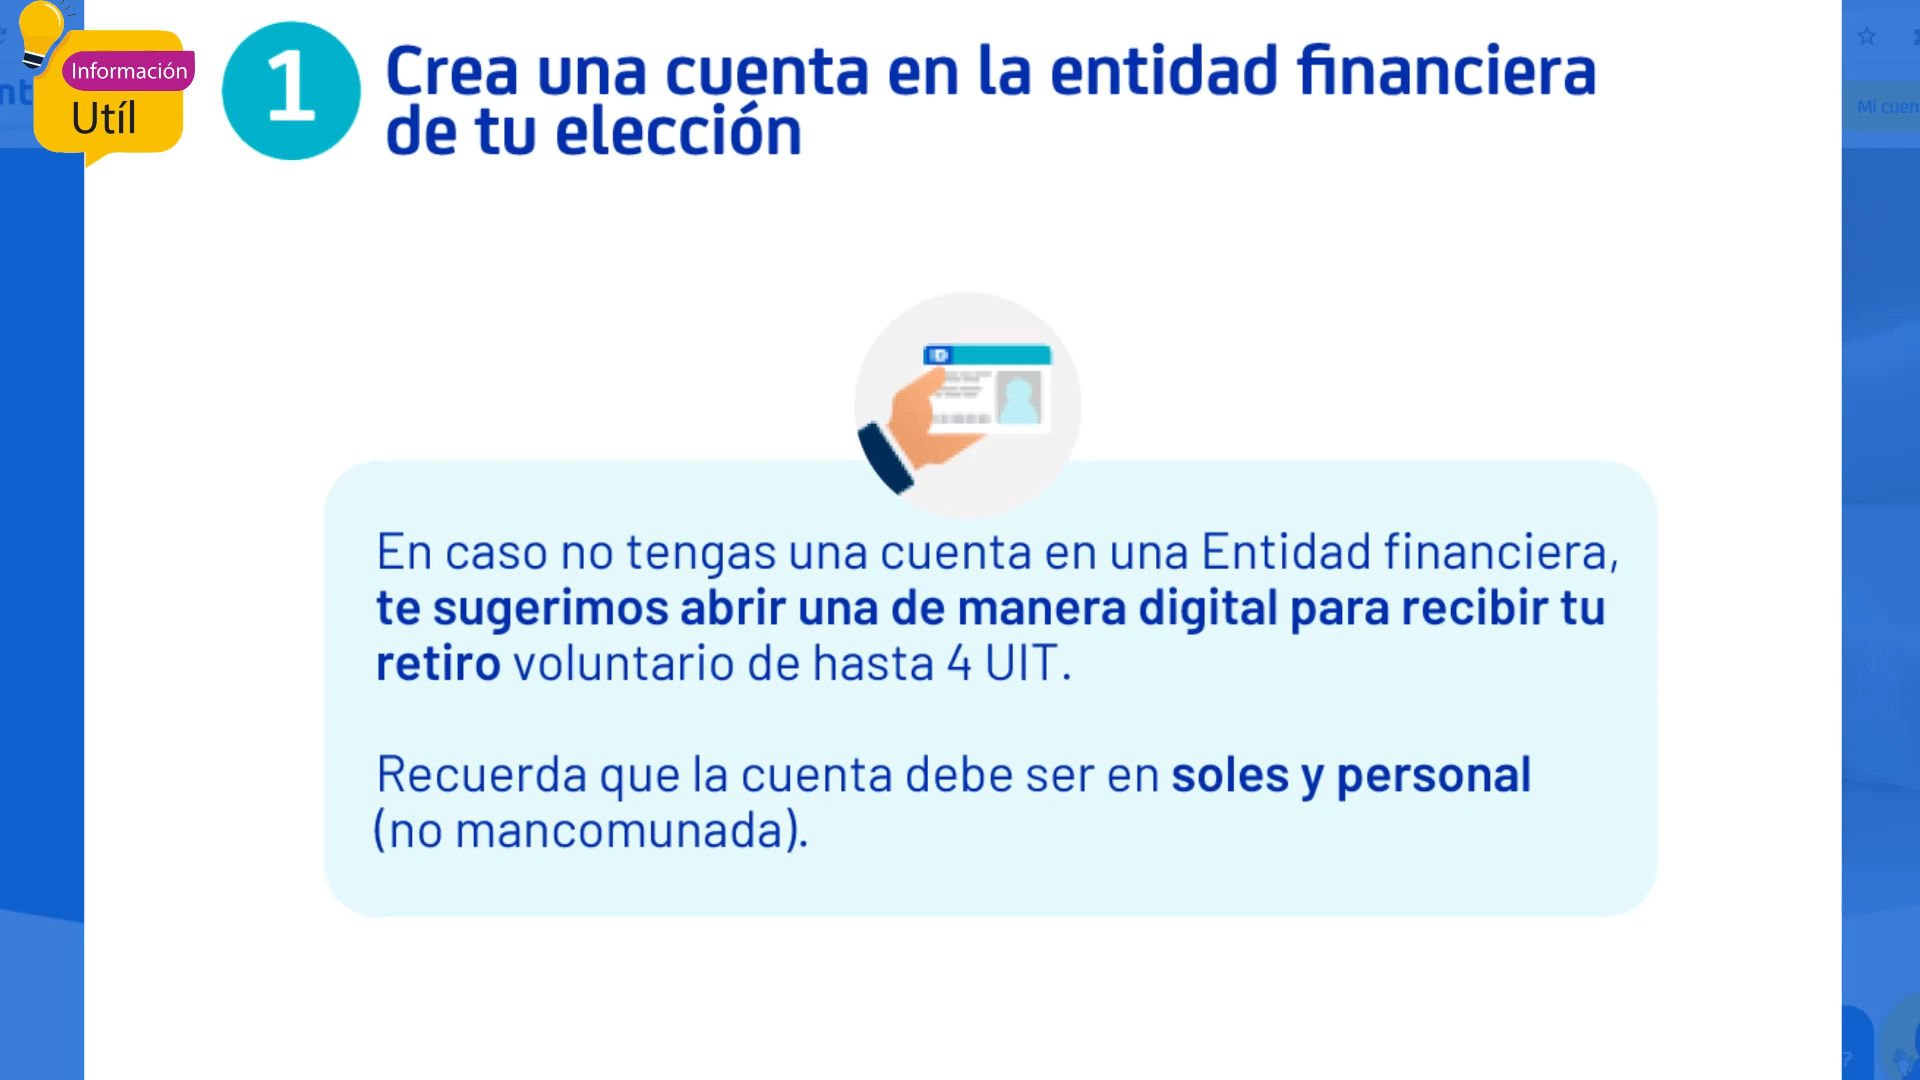 Información
Utíl
1
Crea una cuenta en la entidad financiera
de tu elección
Mi cuen
En caso no tengas una cuenta en una Entidad financiera,
te sugerimos abrir una de manera digital para recibir tu
retiro voluntario de hasta 4 UIT.
Recuerda que la cuenta debe ser en soles y personal
(no mancomunada).